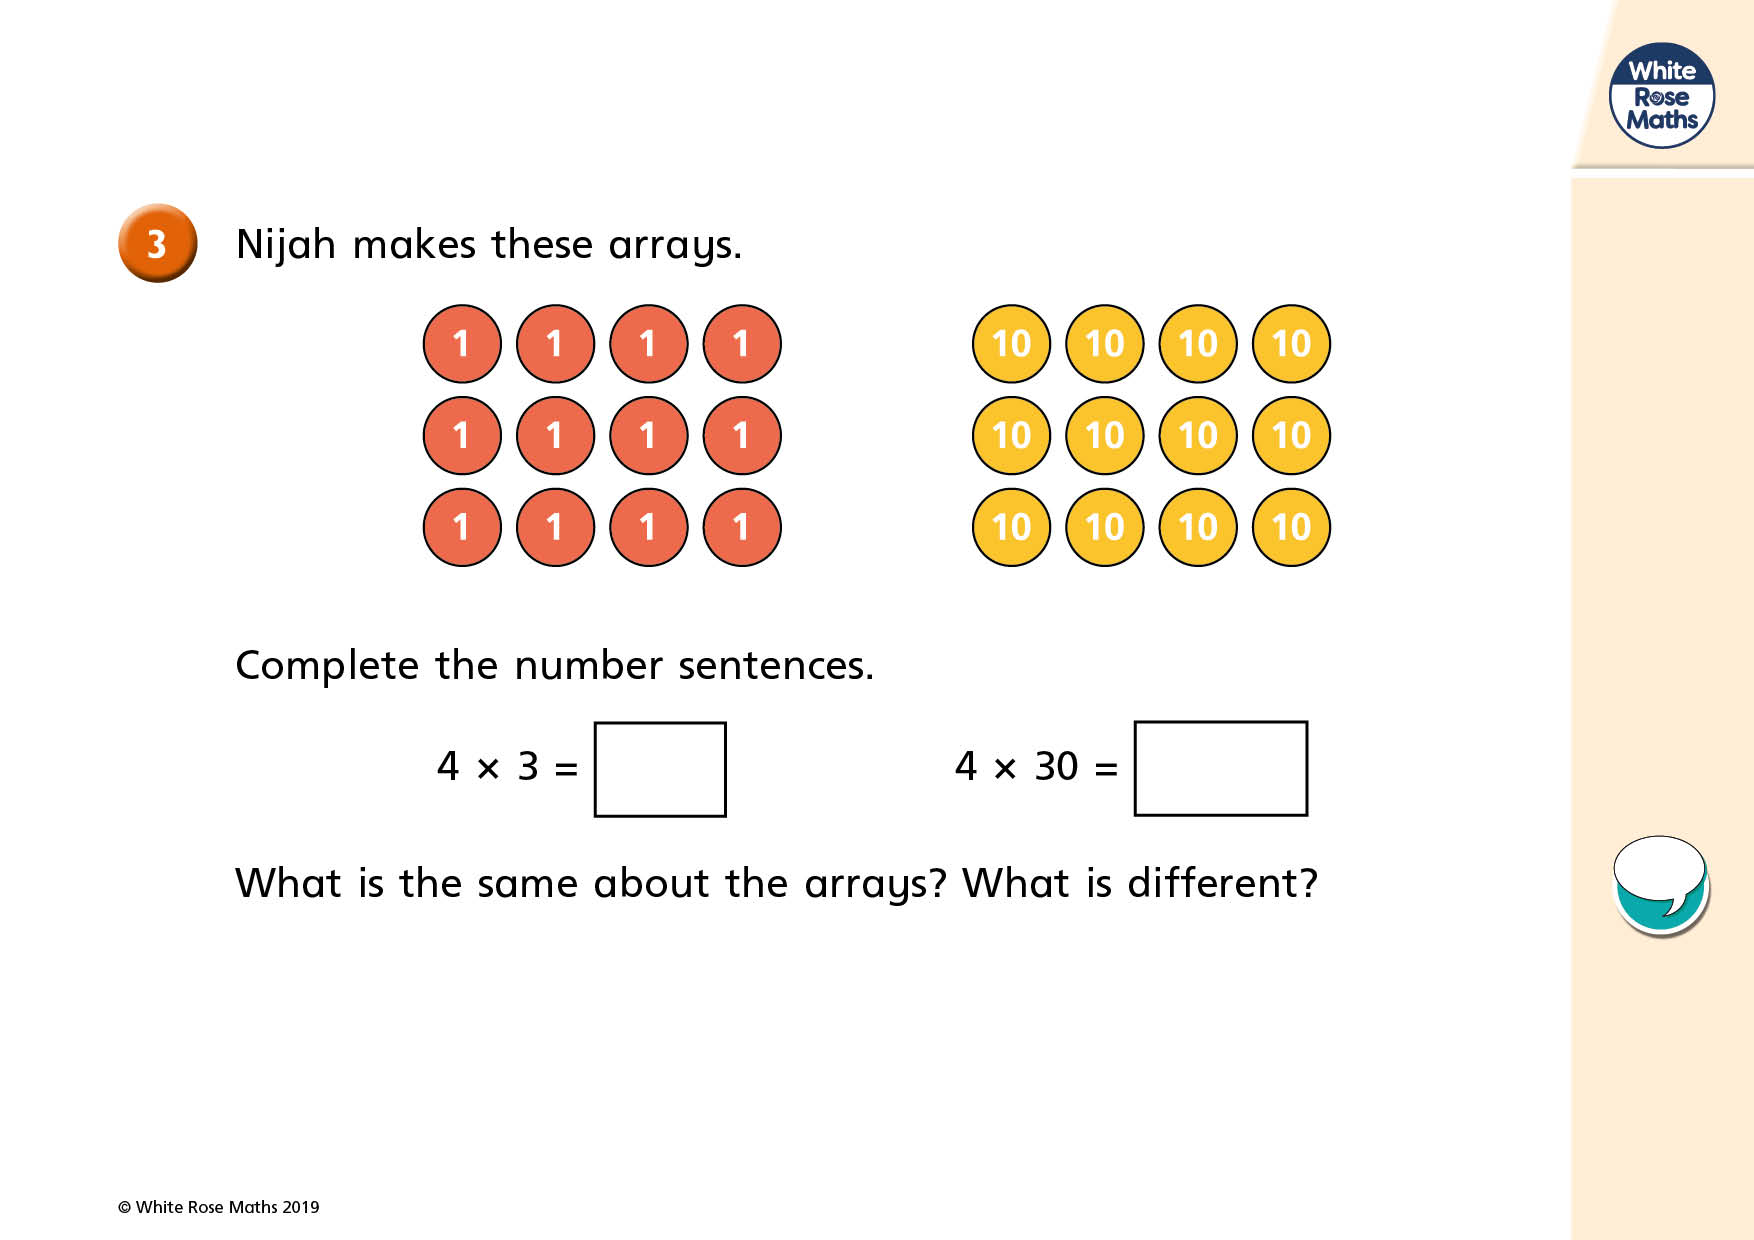 White
Rose
Maths
3 Nijah makes these arrays.
1 1 1 1 10 10 10 10
1 1 1 1 10 10 10 10
1 1 1 1 10 10 10 10
Complete the number sentences.
4 × 3 = 4 × 30 =
What is the same about the arrays? What is different?
© White Rose Maths 2019